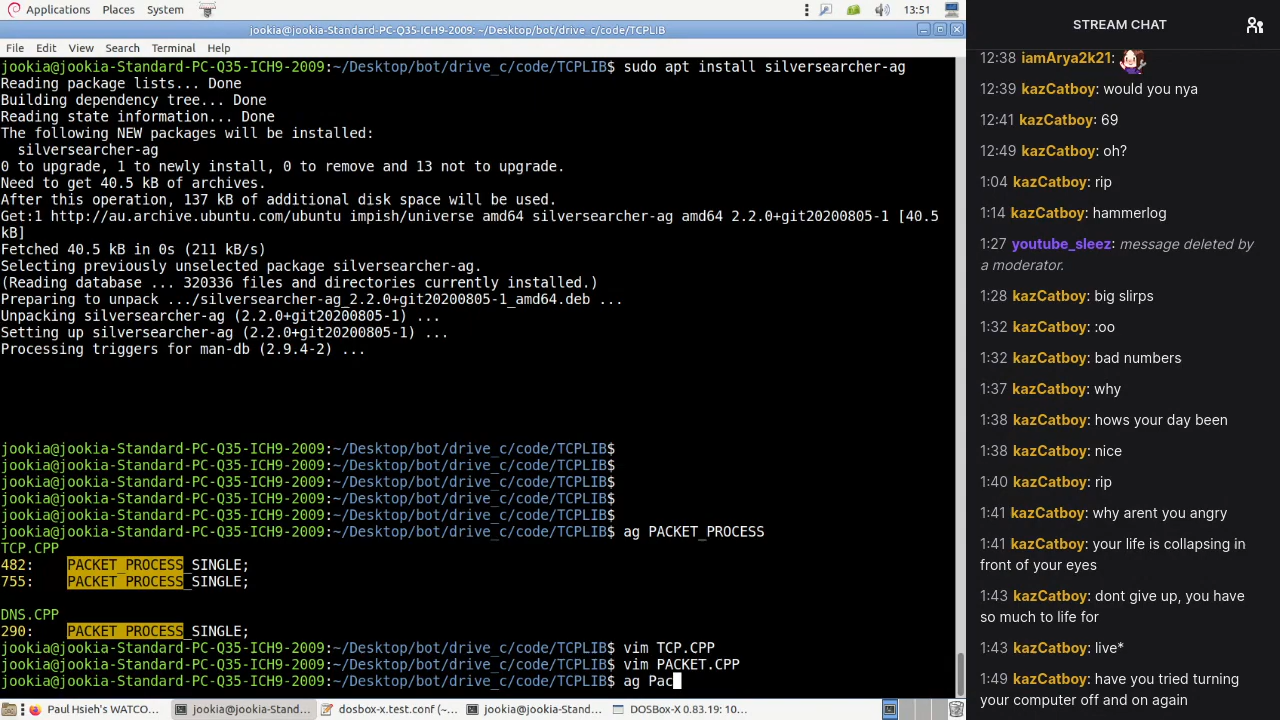 Applications Places System 13:51
jookia@jookia-Standard-PC-Q35-ICH9-2009: ~/Desktop/bot/drive_c/code/TCPLIB
File Edit View Search Terminal Help
jookia@jookia-Standard-PC-Q35-ICH9-2009:~/Desktop/bot/drive_c/code/TCPLIB$ sudo apt install silversearcher-ag
Reading package lists... Done
Building dependency tree... Done
Reading state information... Done
The following NEW packages will be installed:
  silversearcher-ag
0 to upgrade, 1 to newly install, 0 to remove and 13 not to upgrade.
Need to get 40.5 kB of archives.
After this operation, 137 kB of additional disk space will be used.
Get:1 http://au.archive.ubuntu.com/ubuntu impish/universe amd64 silversearcher-ag amd64 2.2.0+git20200805-1 [40.5
kB]
Fetched 40.5 kB in 0s (211 kB/s)
Selecting previously unselected package silversearcher-ag.
(Reading database ... 320336 files and directories currently installed.)
Preparing to unpack .../silversearcher-ag_2.2.0+git20200805-1_amd64.deb ...
Unpacking silversearcher-ag (2.2.0+git20200805-1) ...
Setting up silversearcher-ag (2.2.0+git20200805-1) ...
Processing triggers for man-db (2.9.4-2) ...
jookia@jookia-Standard-PC-Q35-ICH9-2009:~/Desktop/bot/drive_c/code/TCPLIB$
jookia@jookia-Standard-PC-Q35-ICH9-2009:~/Desktop/bot/drive_c/code/TCPLIB$
jookia@jookia-Standard-PC-Q35-ICH9-2009:~/Desktop/bot/drive_c/code/TCPLIB$
jookia@jookia-Standard-PC-Q35-ICH9-2009:~/Desktop/bot/drive_c/code/TCPLIB$
jookia@jookia-Standard-PC-Q35-ICH9-2009:~/Desktop/bot/drive_c/code/TCPLIB$
jookia@jookia-Standard-PC-Q35-ICH9-2009:~/Desktop/bot/drive_c/code/TCPLIB$ ag PACKET_PROCESS
TCP.CPP
482:    PACKET_PROCESS_SINGLE;
755:    PACKET_PROCESS_SINGLE;
DNS.CPP
290:    PACKET_PROCESS_SINGLE;
jookia@jookia-Standard-PC-Q35-ICH9-2009:~/Desktop/bot/drive_c/code/TCPLIB$ vim TCP.CPP
jookia@jookia-Standard-PC-Q35-ICH9-2009:~/Desktop/bot/drive_c/code/TCPLIB$ vim PACKET.CPP
jookia@jookia-Standard-PC-Q35-ICH9-2009:~/Desktop/bot/drive_c/code/TCPLIB$ ag Pac
Paul Hsieh's WATCO... jookia@jookia-Stand... dosbox-x.test.conf (~... jookia@jookia-Stand... DOSBox-X 0.83.19: 10...
STREAM CHAT
12:38 iamArya2k21:
12:39 kazCatboy: would you nya
12:41 kazCatboy: 69
12:49 kazCatboy: oh?
1:04 kazCatboy: rip
1:14 kazCatboy: hammerlog
1:27 youtube_sleez: message deleted by
a moderator.
1:28 kazCatboy: big slirps
1:32 kazCatboy: :oo
1:32 kazCatboy: bad numbers
1:37 kazCatboy: why
1:38 kazCatboy: hows your day been
1:38 kazCatboy: nice
1:40 kazCatboy: rip
1:41 kazCatboy: why arent you angry
1:41 kazCatboy: your life is collapsing in
front of your eyes
1:43 kazCatboy: dont give up, you have
so much to life for
1:43 kazCatboy: live*
1:49 kazCatboy: have you tried turning
your computer off and on again